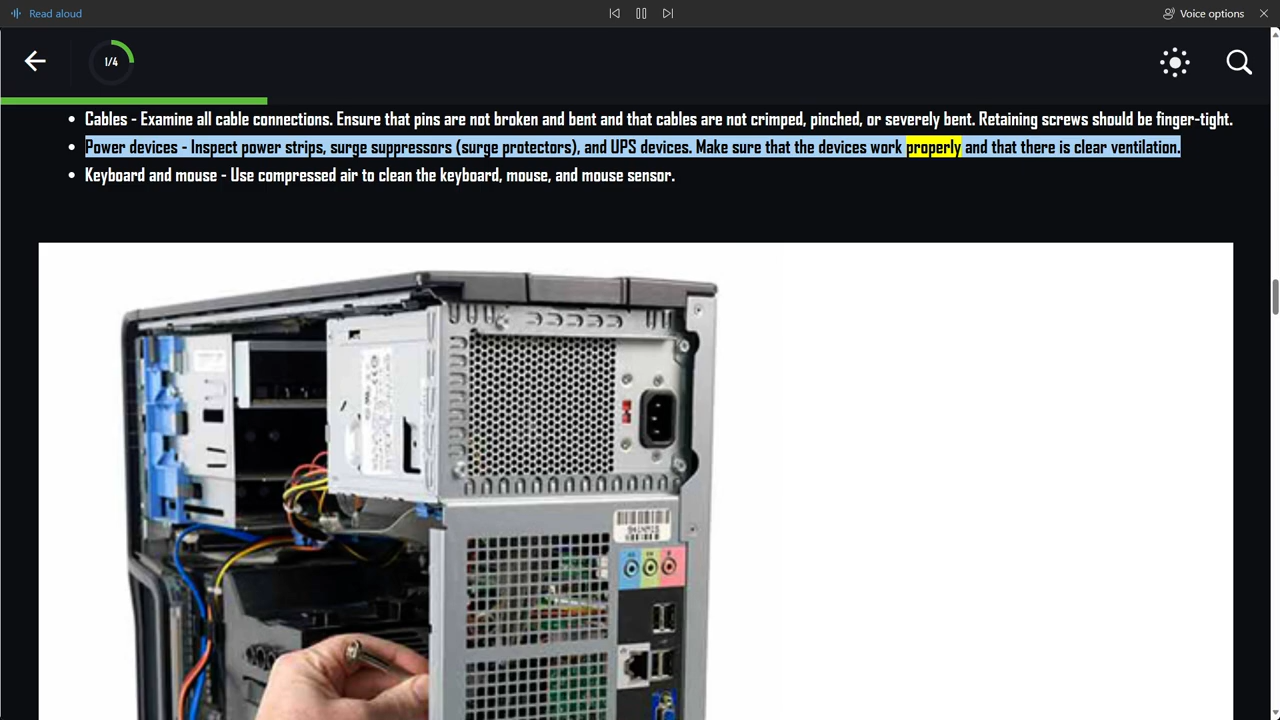 Read aloud
Voice options
1/4
Cables - Examine all cable connections. Ensure that pins are not broken and bent and that cables are not crimped, pinched, or severely bent. Retaining screws should be finger-tight.
Power devices - Inspect power strips, surge suppressors (surge protectors), and UPS devices. Make sure that the devices work properly and that there is clear ventilation.
Keyboard and mouse - Use compressed air to clean the keyboard, mouse, and mouse sensor.